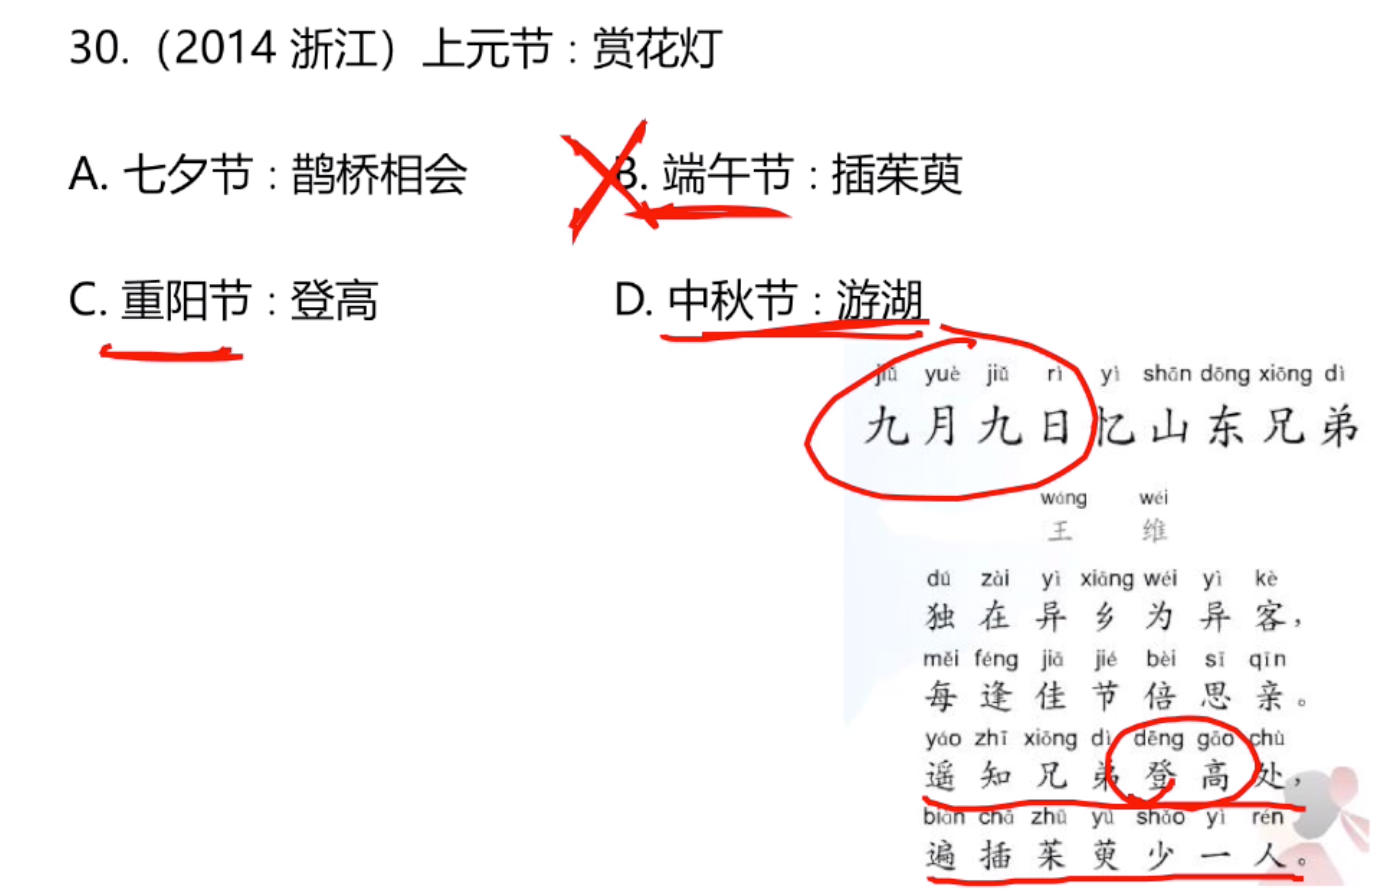 30.（2014 浙江）上元节：赏花灯
A. 七夕节：鹊桥相会 B. 端午节：插茱萸
C. 重阳节：登高 D. 中秋节：游湖
jiǔ yuè jiǔ rì yì shān dōng xiōng dì
九月九日忆山东兄弟
wáng wéi
王 维
dú zài yì xiāng wéi yì kè
独在异乡为异客，
měi féng jiā jié bèi sī qīn
每逢佳节倍思亲。
yáo zhī xiōng dì dēng gāo chù
遥知兄弟登高处，
biàn chā zhū yú shǎo yì rén
遍插茱萸少一人。